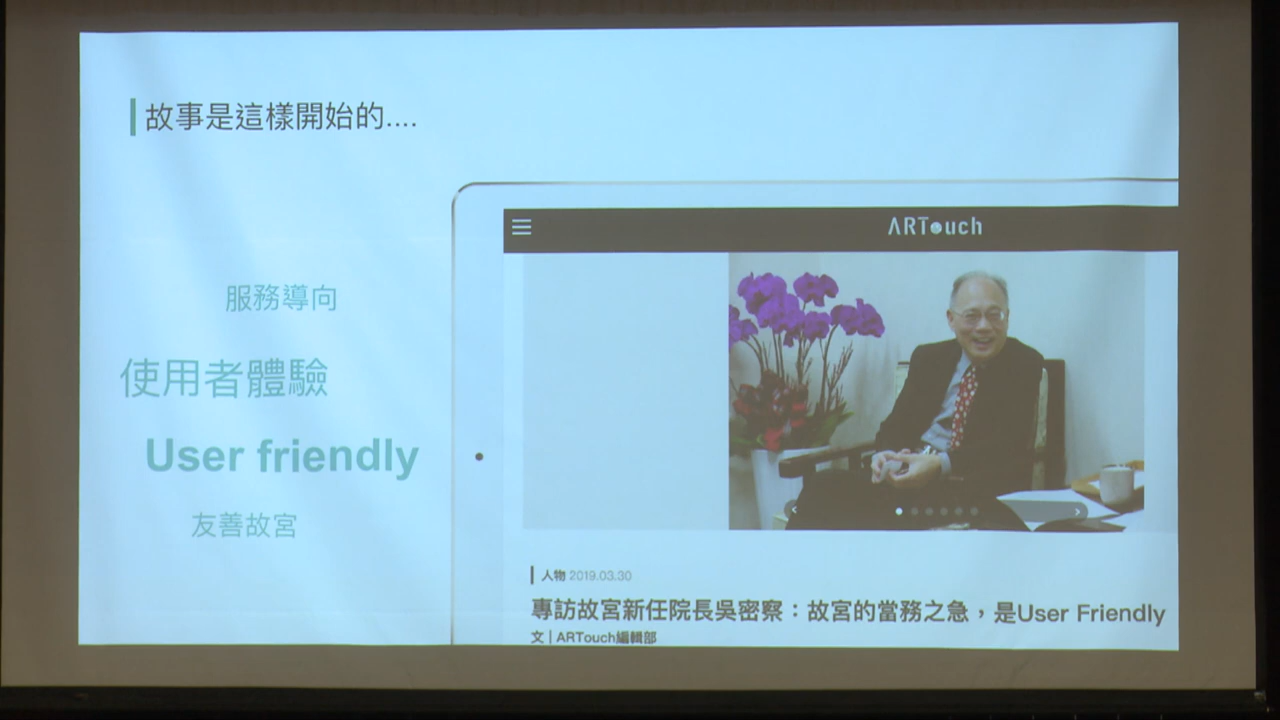 故事是這樣開始的....
服務導向
使用者體驗
User friendly
友善故宮
ARTouch
人物 2019.03.30
專訪故宮新任院長吳密察：故宮的當務之急，是User Friendly
文 | ARTouch編輯部